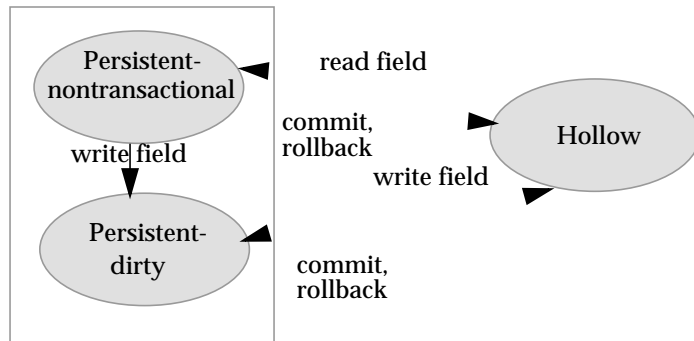 Persistent-
nontransactional
read field
commit,
rollback
Hollow
write field
write field
Persistent-
dirty
commit,
rollback